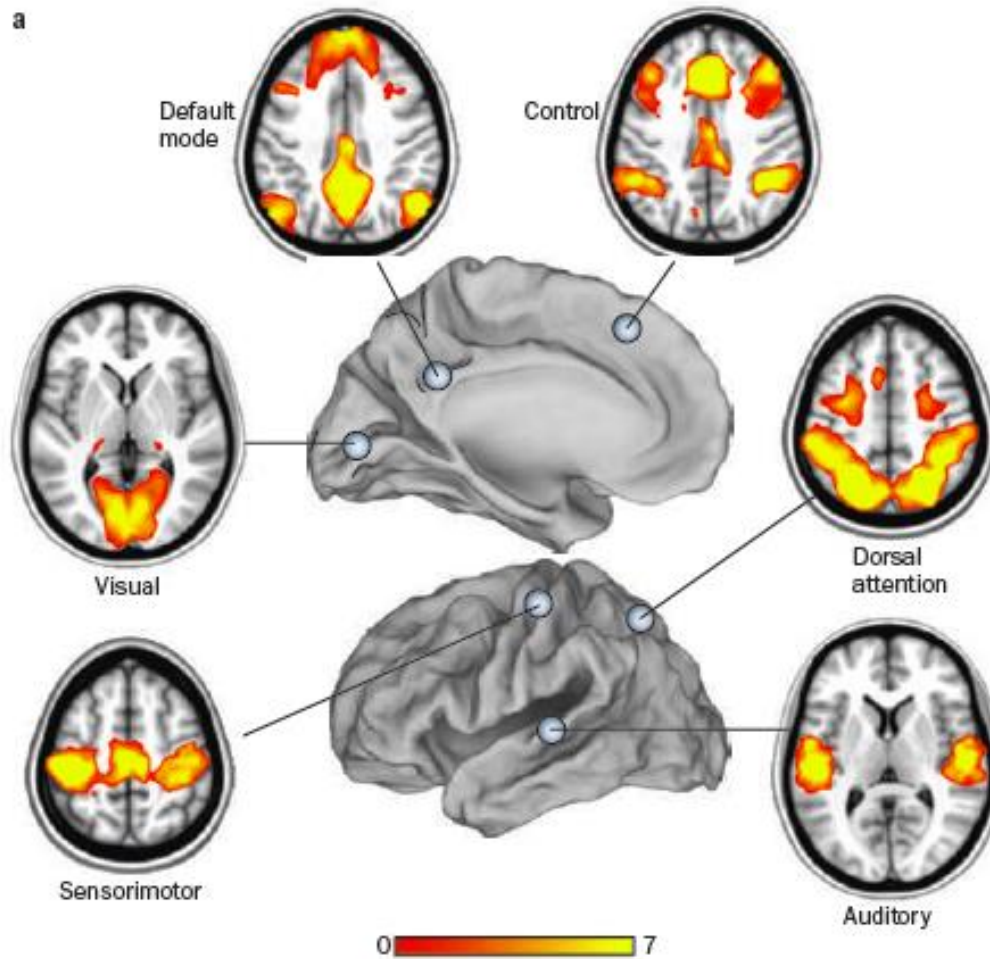 a
Default
mode
Control
Visual
Dorsal
attention
Sensorimotor
Auditory
0 7